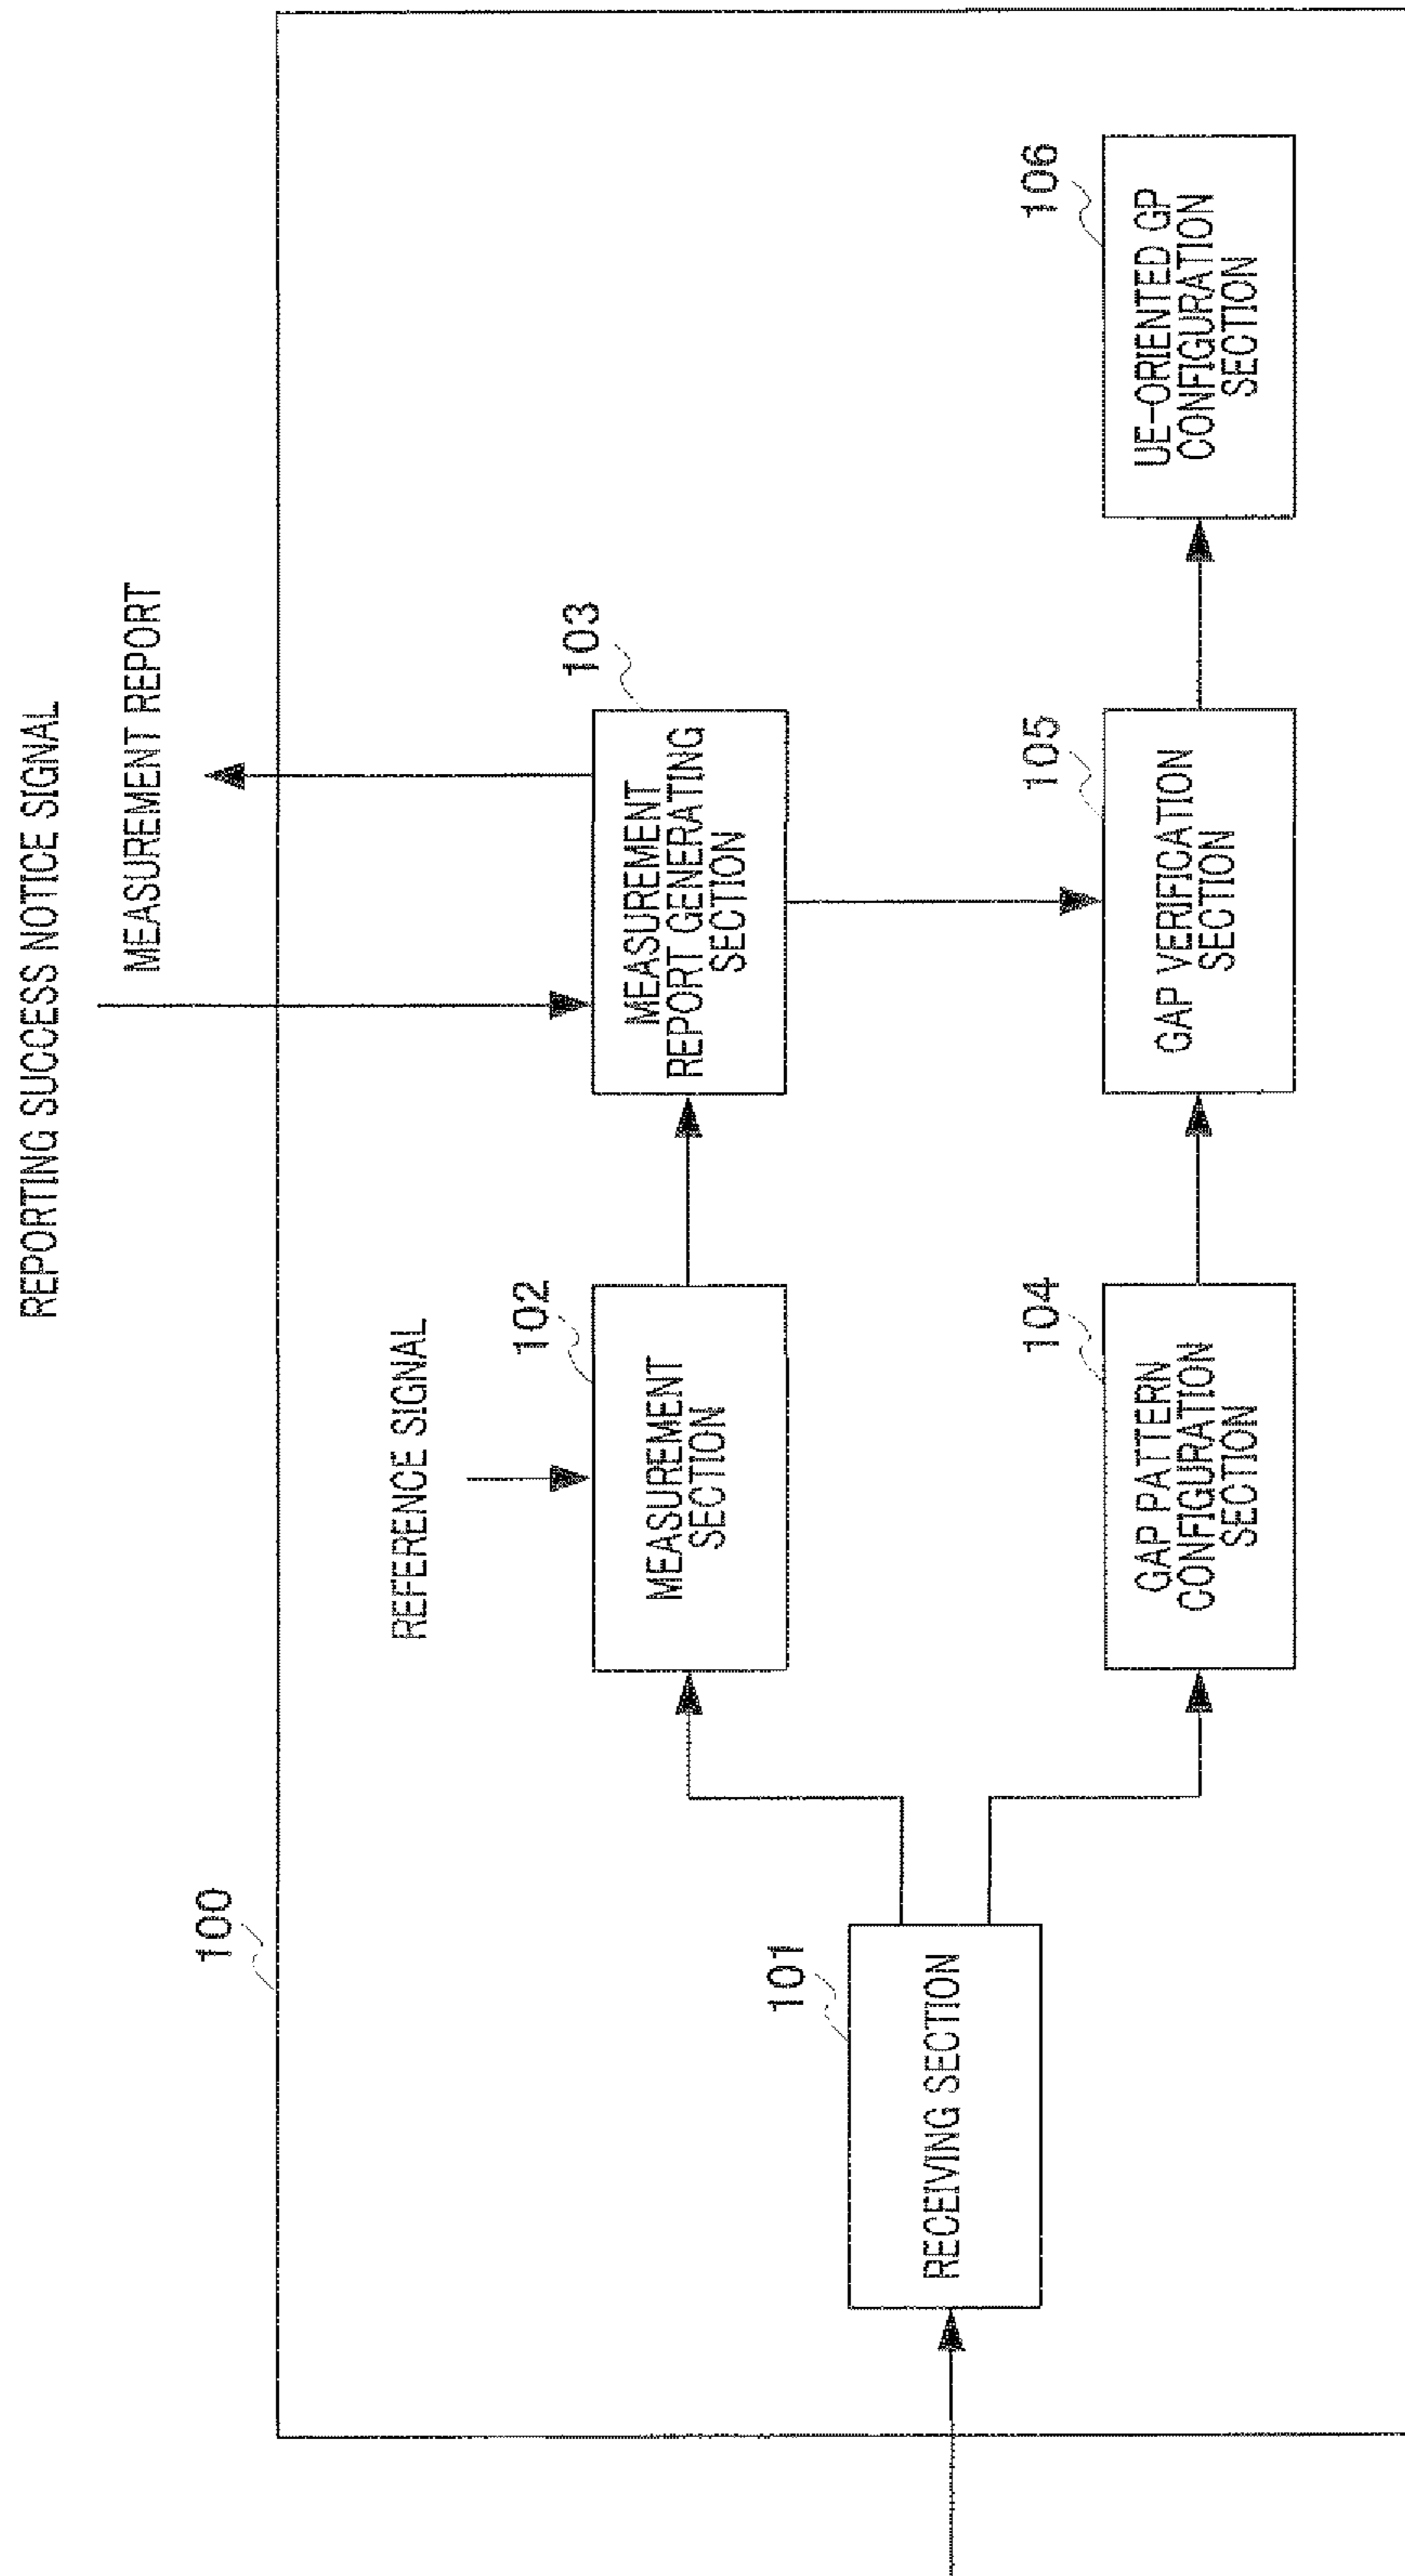 REPORTING SUCCESS NOTICE SIGNAL
MEASUREMENT REPORT
100
REFERENCE SIGNAL
101
RECEIVING SECTION
102
MEASUREMENT
SECTION
103
MEASUREMENT
REPORT GENERATING
SECTION
104
GAP PATTERN
CONFIGURATION
SECTION
105
GAP VERIFICATION
SECTION
106
UE-ORIENTED GP
CONFIGURATION
SECTION